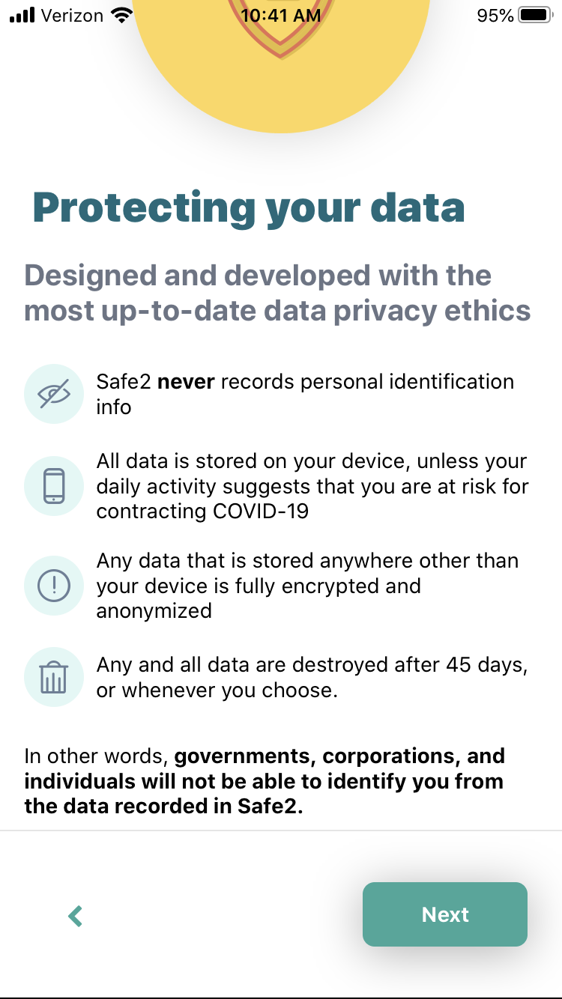 Verizon 10:41 AM 95%
Protecting your data
Designed and developed with the
most up-to-date data privacy ethics
Safe2 never records personal identification
info
All data is stored on your device, unless your
daily activity suggests that you are at risk for
contracting COVID-19
Any data that is stored anywhere other than
your device is fully encrypted and
anonymized
Any and all data are destroyed after 45 days,
or whenever you choose.
In other words, governments, corporations, and
individuals will not be able to identify you from
the data recorded in Safe2.
Next